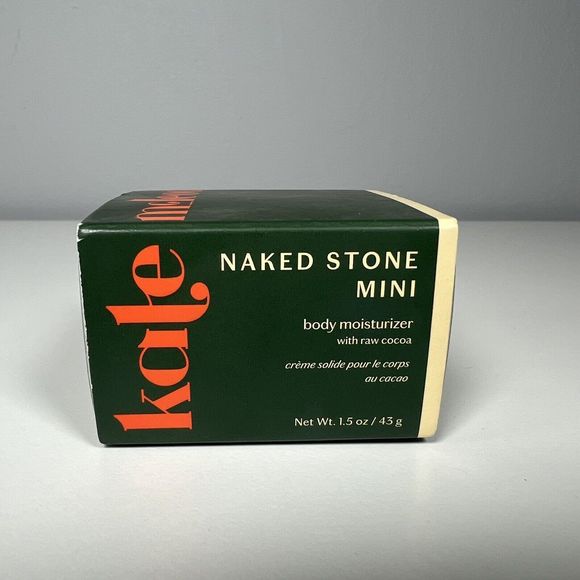 kate
NAKED STONE
MINI
body moisturizer
with raw cocoa
crème solide pour le corps
au cacao
Net Wt. 1.5 oz / 43 g